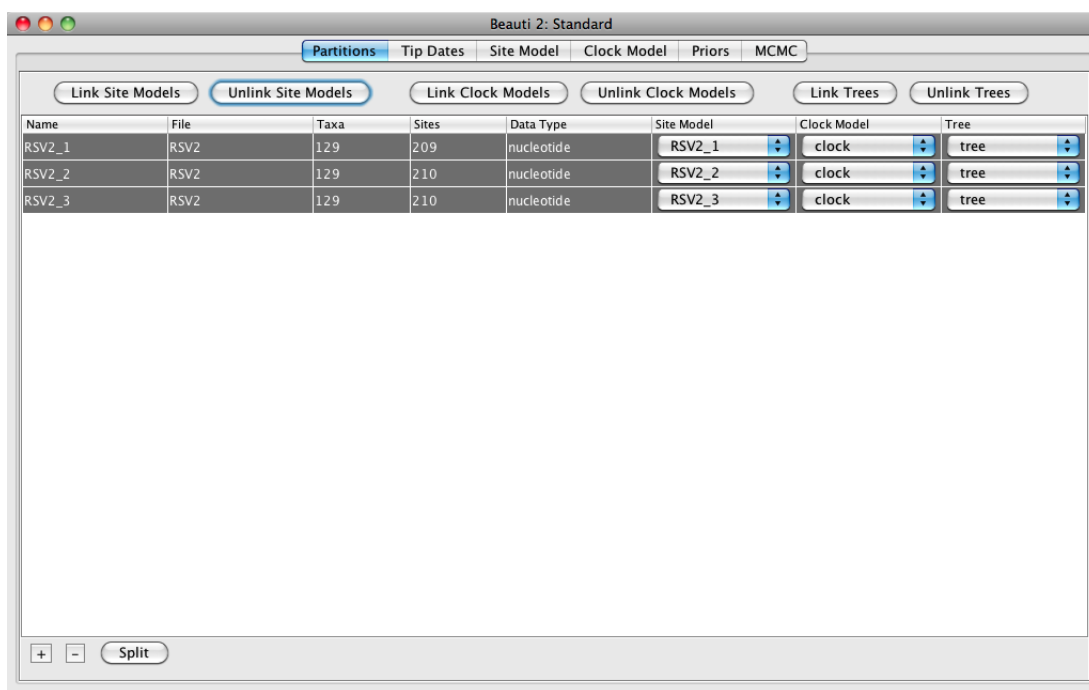 Beauti 2: Standard
Partitions Tip Dates Site Model Clock Model Priors MCMC
Link Site Models Unlink Site Models Link Clock Models Unlink Clock Models Link Trees Unlink Trees
Name File Taxa Sites Data Type Site Model Clock Model Tree
RSV2_1 RSV2 129 209 nucleotide RSV2_1 clock tree
RSV2_2 RSV2 129 210 nucleotide RSV2_2 clock tree
RSV2_3 RSV2 129 210 nucleotide RSV2_3 clock tree
+ - Split